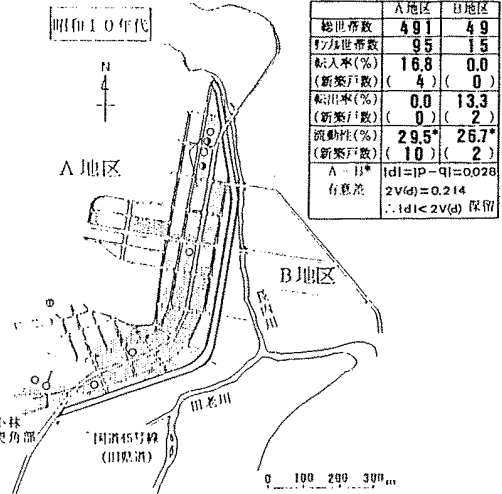 昭和10年代
A地区 B地区
総世帯数 491 49
サンプル世帯数 95 15
転入率(%) 16.8 0.0
(新築戸数) ( 4 ) ( 0 )
転出率(%) 0.0 13.3
(新築戸数) ( 0 ) ( 2 )
流動性(%) 29.5* 26.7*
(新築戸数) ( 10 ) ( 2 )
A - B* |d|=|p-q|=0.028
有意差 2V(d)=0.214
∴|d|<2V(d) 保留
N
A地区
B地区
長内川
田老川
国道45号線
(旧県道)
林
角部
0 100 200 300m